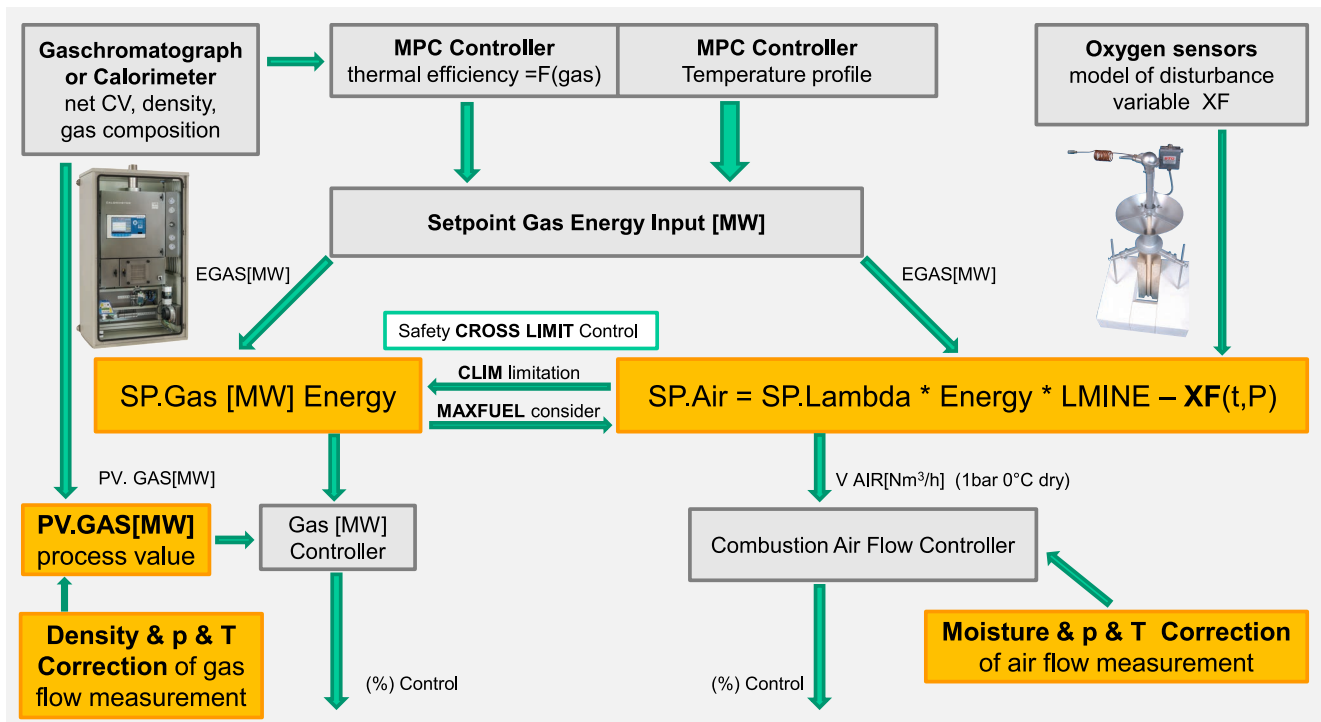 Gaschromatograph
or Calorimeter
net CV, density,
gas composition
MPC Controller
thermal efficiency =F(gas)
MPC Controller
Temperature profile
Oxygen sensors
model of disturbance
variable XF
Setpoint Gas Energy Input [MW]
EGAS[MW]
EGAS[MW]
Safety CROSS LIMIT Control
SP.Gas [MW] Energy
CLIM limitation
MAXFUEL consider
SP.Air = SP.Lambda * Energy * LMINE – XF(t,P)
PV. GAS[MW]
V AIR[Nm³/h] (1bar 0°C dry)
PV.GAS[MW]
process value
Gas [MW]
Controller
Combustion Air Flow Controller
Density & p & T
Correction of gas
flow measurement
Moisture & p & T Correction
of air flow measurement
(%) Control
(%) Control